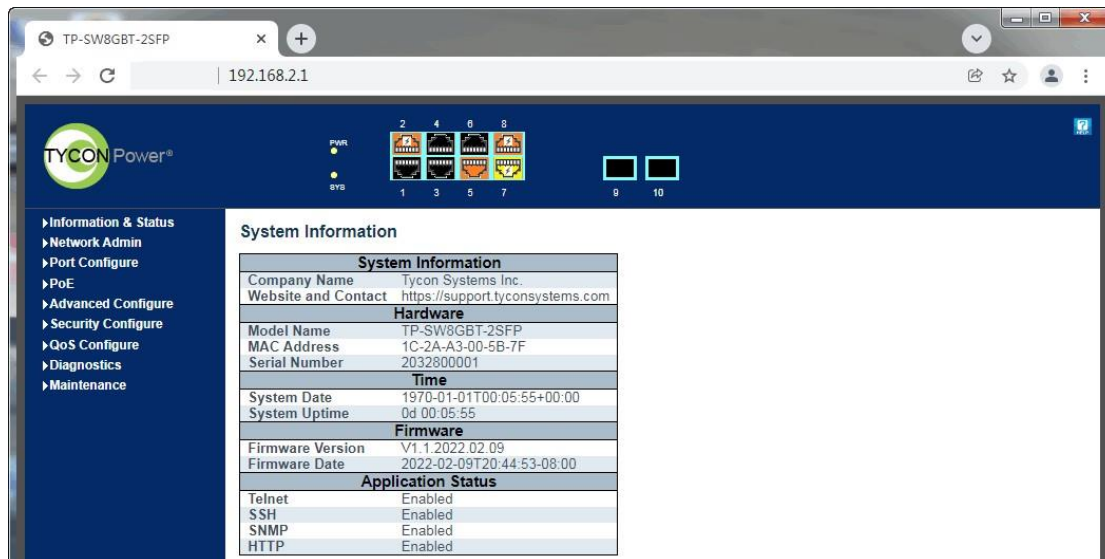 TP-SW8GBT-2SFP
192.168.2.1
TYCON Power®
PWR
SYS
2 4 6 8
1 3 5 7 9 10
HELP
Information & Status
Network Admin
Port Configure
PoE
Advanced Configure
Security Configure
QoS Configure
Diagnostics
Maintenance
System Information
System Information
Company Name Tycon Systems Inc.
Website and Contact https://support.tyconsystems.com
Hardware
Model Name TP-SW8GBT-2SFP
MAC Address 1C-2A-A3-00-5B-7F
Serial Number 2032800001
Time
System Date 1970-01-01T00:05:55+00:00
System Uptime 0d 00:05:55
Firmware
Firmware Version V1.1.2022.02.09
Firmware Date 2022-02-09T20:44:53-08:00
Application Status
Telnet Enabled
SSH Enabled
SNMP Enabled
HTTP Enabled